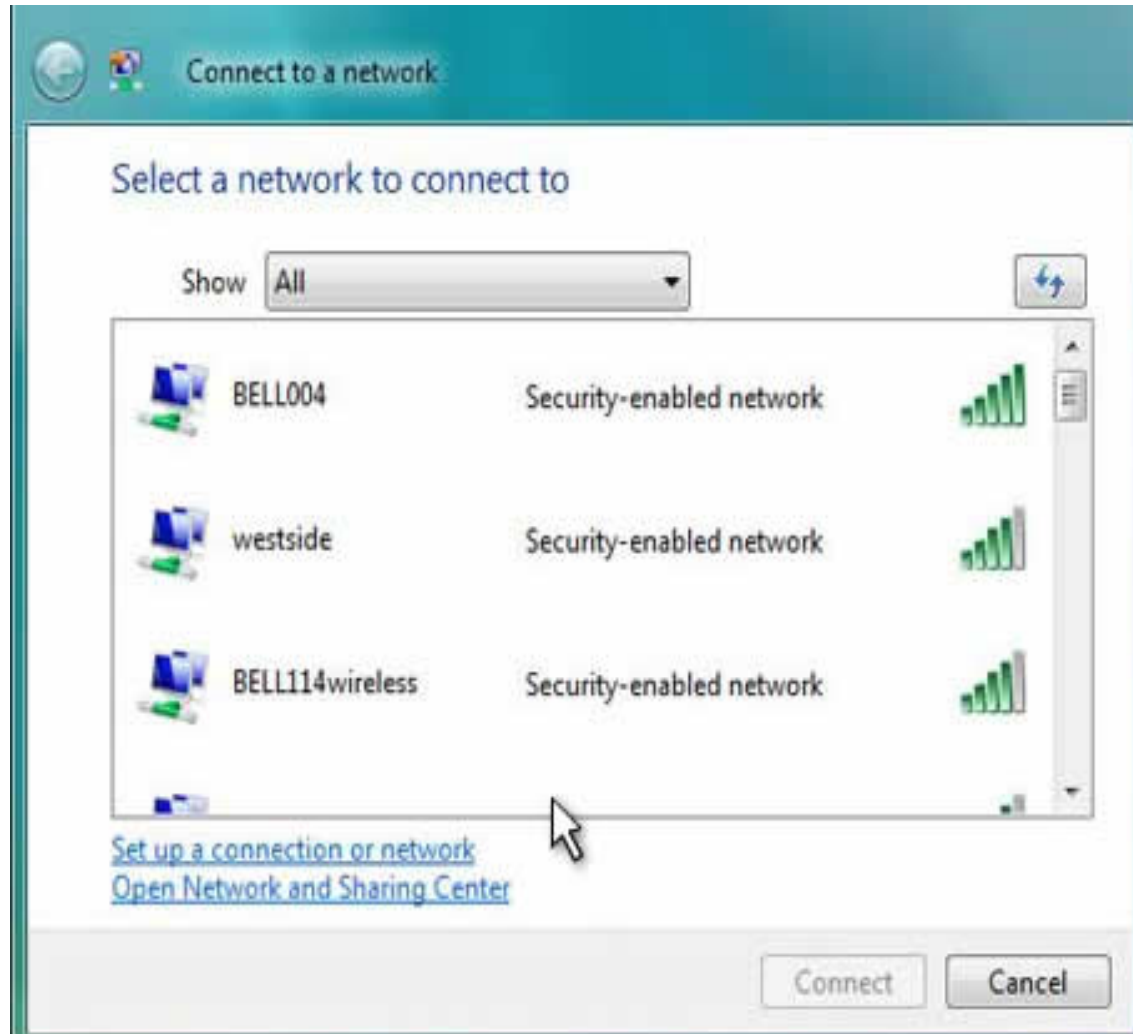 Connect to a network
Select a network to connect to
Show All
BELL004 Security-enabled network
westside Security-enabled network
BELL114wireless Security-enabled network
Set up a connection or network
Open Network and Sharing Center
Connect Cancel